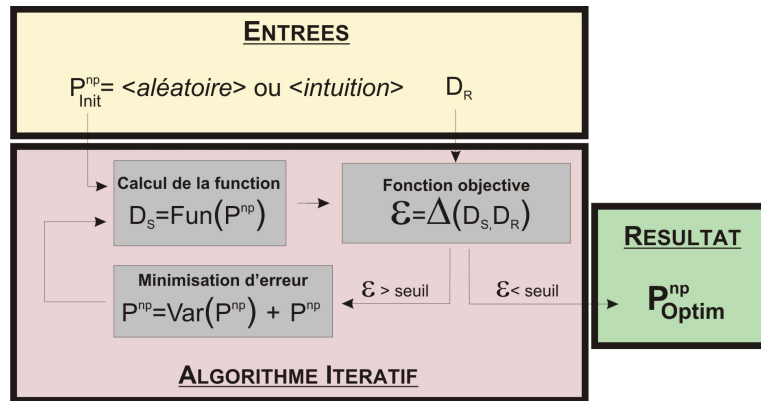 ENTREES
P^np_Init = <aléatoire> ou <intuition> D_R
Calcul de la function
D_S=Fun(P^np)
Fonction objective
Ɛ=Δ(D_S,D_R)
Minimisation d'erreur
P^np=Var(P^np) + P^np
Ɛ > seuil
Ɛ< seuil
ALGORITHME ITERATIF
RESULTAT
P^np_Optim